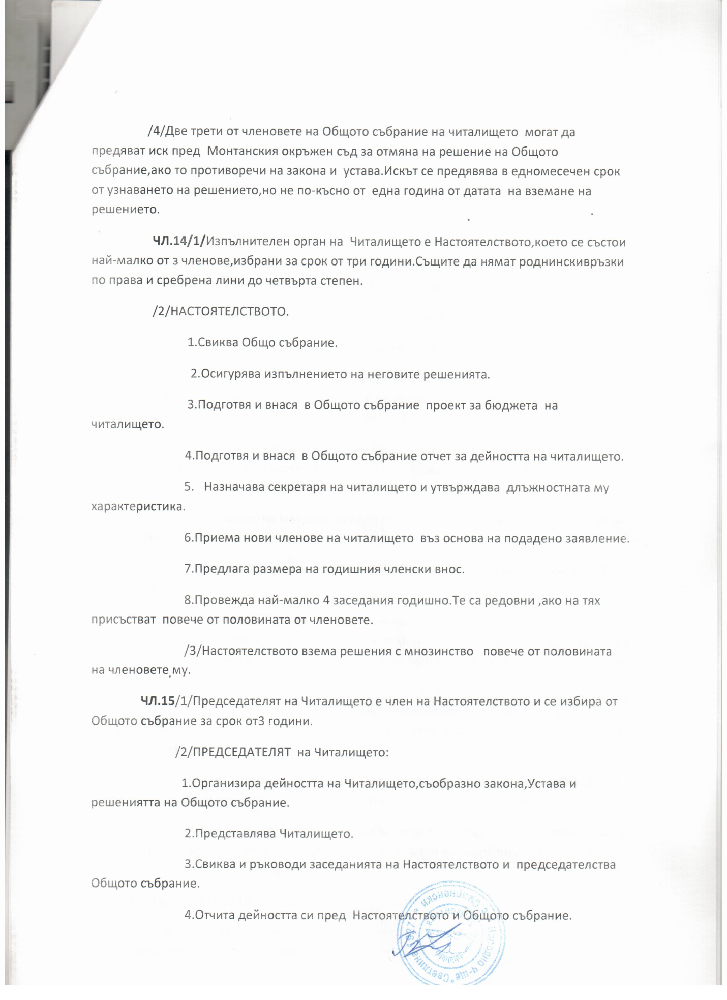 /4/Две трети от членовете на Общото събрание на читалището могат да
предяват иск пред Монтанския окръжен съд за отмяна на решение на Общото
събрание,ако то противоречи на закона и устава.Искът се предявява в едномесечен срок
от узнаването на решението,но не по-късно от една година от датата на вземане на
решението.
ЧЛ.14/1/Изпълнителен орган на Читалището е Настоятелството,което се състои
най-малко от з членове,избрани за срок от три години.Същите да нямат роднинскивръзки
по права и сребрена лини до четвърта степен.
/2/НАСТОЯТЕЛСТВОТО.
1.Свиква Общо събрание.
2.Осигурява изпълнението на неговите решенията.
3.Подготвя и внася в Общото събрание проект за бюджета на
читалището.
4.Подготвя и внася в Общото събрание отчет за дейността на читалището.
5. Назначава секретаря на читалището и утвърждава длъжностната му
характеристика.
6.Приема нови членове на читалището въз основа на подадено заявление.
7.Предлага размера на годишния членски внос.
8.Провежда най-малко 4 заседания годишно.Те са редовни ,ако на тях
присъстват повече от половината от членовете.
/3/Настоятелството взема решения с мнозинство повече от половината
на членовете му.
ЧЛ.15/1/Председателят на Читалището е член на Настоятелството и се избира от
Общото събрание за срок от3 години.
/2/ПРЕДСЕДАТЕЛЯТ на Читалището:
1.Организира дейността на Читалището,съобразно закона,Устава и
решениятта на Общото събрание.
2.Представлява Читалището.
3.Свиква и ръководи заседанията на Настоятелството и председателства
Общото събрание.
4.Отчита дейността си пред Настоятелството и Общото събрание.
Народно ч-ще "Светлина 1927"